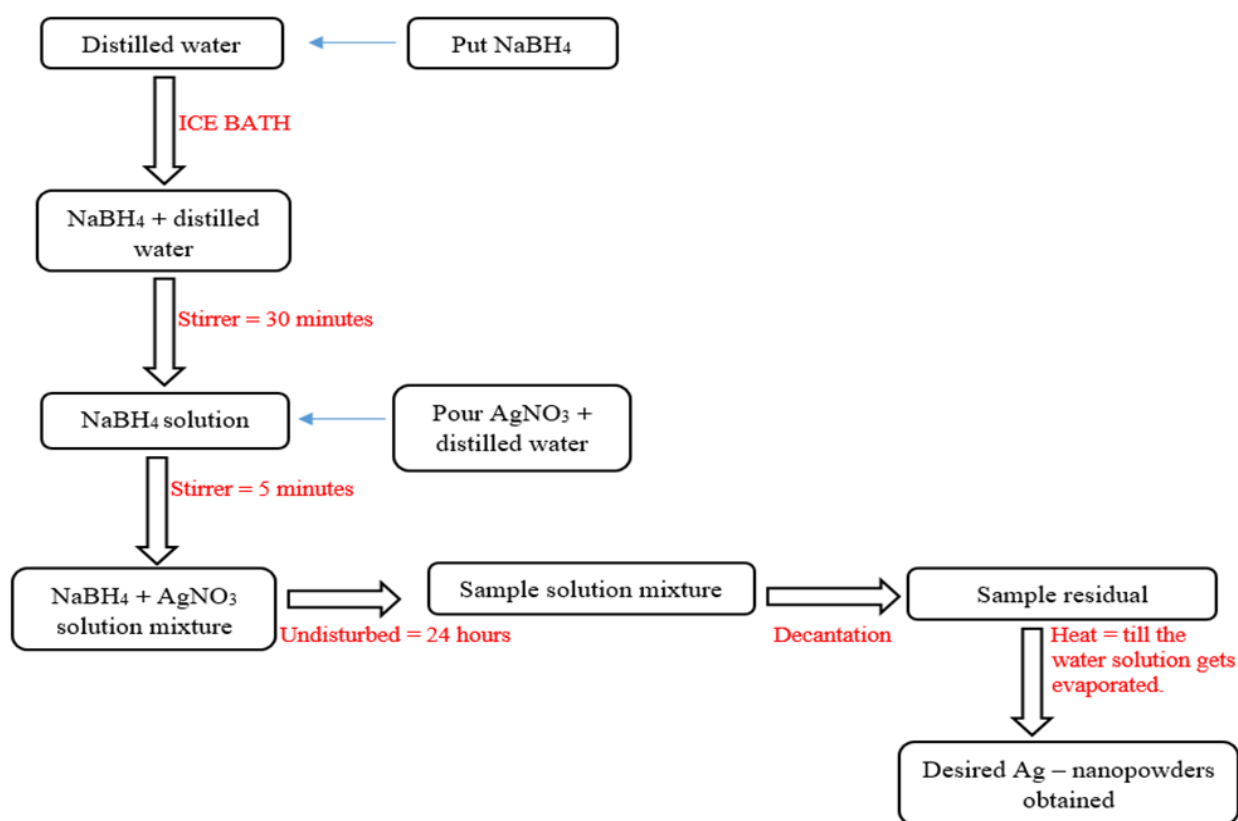 Distilled water
Put NaBH₄
ICE BATH
NaBH₄ + distilled
water
Stirrer = 30 minutes
NaBH₄ solution
Pour AgNO₃ +
distilled water
Stirrer = 5 minutes
NaBH₄ + AgNO₃
solution mixture
Undisturbed = 24 hours
Sample solution mixture
Decantation
Sample residual
Heat = till the
water solution gets
evaporated.
Desired Ag – nanopowders
obtained